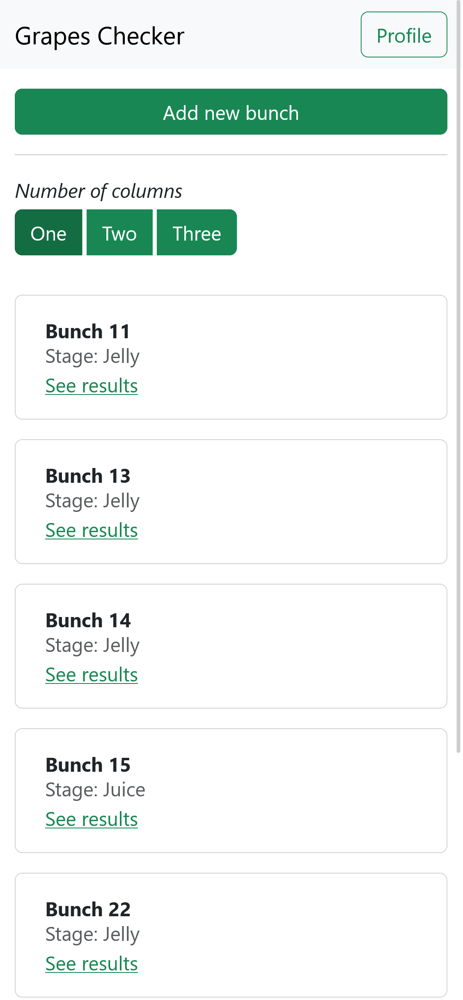 Grapes Checker
Profile
Add new bunch
Number of columns
One Two Three
Bunch 11
Stage: Jelly
See results
Bunch 13
Stage: Jelly
See results
Bunch 14
Stage: Jelly
See results
Bunch 15
Stage: Juice
See results
Bunch 22
Stage: Jelly
See results